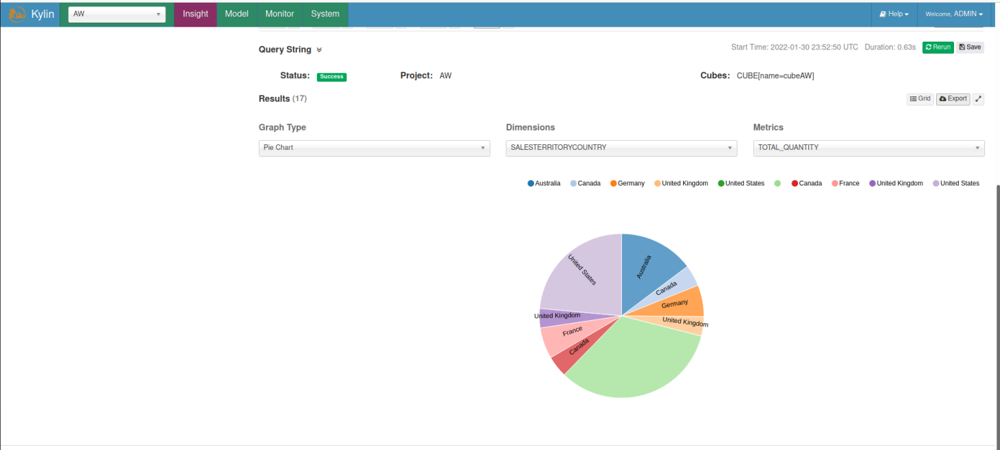 Kylin AW Insight Model Monitor System Help Welcome, ADMIN
Query String Start Time: 2022-01-30 23:52:50 UTC Duration: 0.63s Rerun Save
Status: Success Project: AW Cubes: CUBE[name=cubeAW]
Results (17) Grid Export
Graph Type Dimensions Metrics
Pie Chart SALESTERRITORYCOUNTRY TOTAL_QUANTITY
Australia Canada Germany United Kingdom United States Canada France United Kingdom United States
United States
Australia
Canada
Germany
United Kingdom
United Kingdom
France
Canada